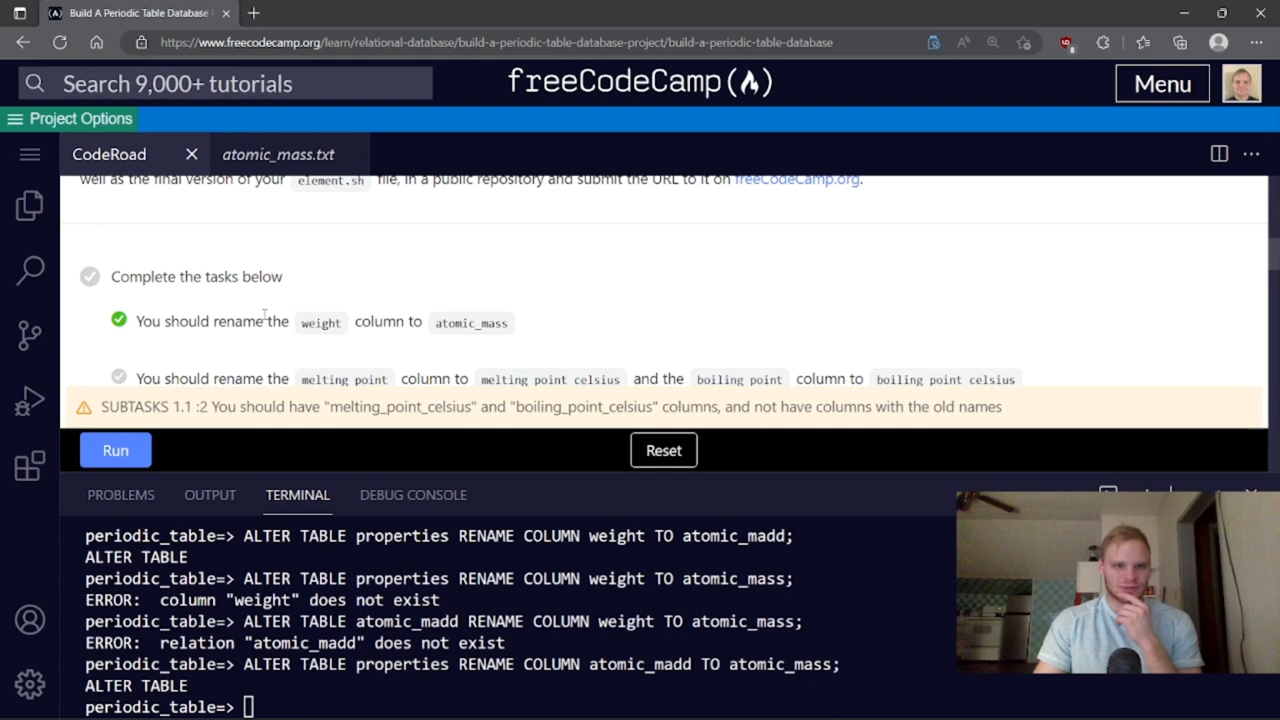 Build A Periodic Table Database
https://www.freecodecamp.org/learn/relational-database/build-a-periodic-table-database-project/build-a-periodic-table-database
Search 9,000+ tutorials
freeCodeCamp(🔥)
Menu
Project Options
CodeRoad
atomic_mass.txt
well as the final version of your element.sh file, in a public repository and submit the URL to it on freeCodeCamp.org.
Complete the tasks below
You should rename the weight column to atomic_mass
You should rename the melting_point column to melting_point_celsius and the boiling_point column to boiling_point_celsius
SUBTASKS 1.1 :2 You should have "melting_point_celsius" and "boiling_point_celsius" columns, and not have columns with the old names
Run
Reset
PROBLEMS
OUTPUT
TERMINAL
DEBUG CONSOLE
periodic_table=> ALTER TABLE properties RENAME COLUMN weight TO atomic_madd;
ALTER TABLE
periodic_table=> ALTER TABLE properties RENAME COLUMN weight TO atomic_mass;
ERROR:  column "weight" does not exist
periodic_table=> ALTER TABLE atomic_madd RENAME COLUMN weight TO atomic_mass;
ERROR:  relation "atomic_madd" does not exist
periodic_table=> ALTER TABLE properties RENAME COLUMN atomic_madd TO atomic_mass;
ALTER TABLE
periodic_table=>